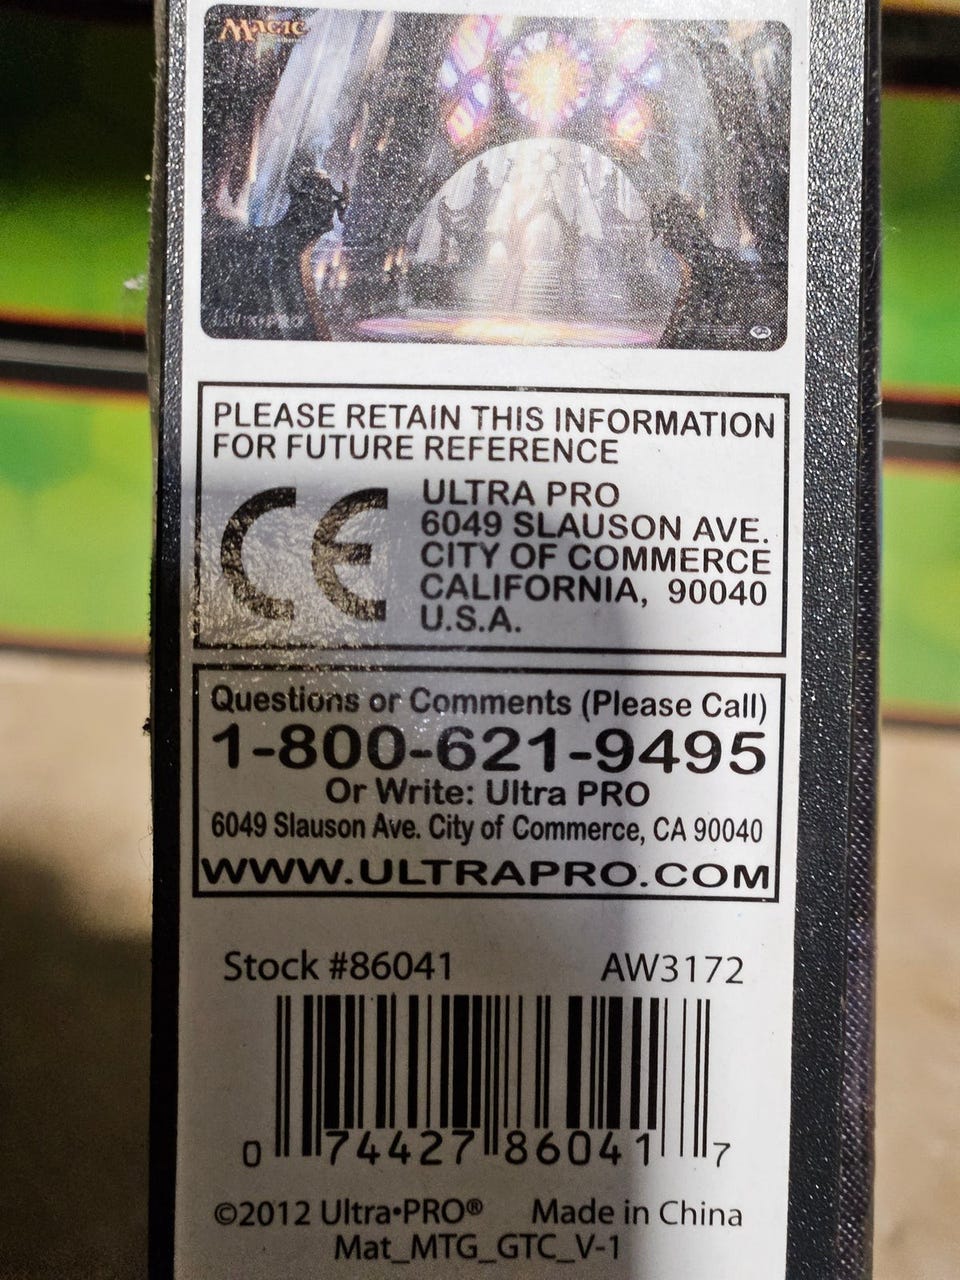 MAGIC
PLEASE RETAIN THIS INFORMATION
FOR FUTURE REFERENCE
CE
ULTRA PRO
6049 SLAUSON AVE.
CITY OF COMMERCE
CALIFORNIA, 90040
U.S.A.
Questions or Comments (Please Call)
1-800-621-9495
Or Write: Ultra PRO
6049 Slauson Ave. City of Commerce, CA 90040
WWW.ULTRAPRO.COM
Stock #86041 AW3172
0 74427 86041 7
©2012 Ultra•PRO® Made in China
Mat_MTG_GTC_V-1